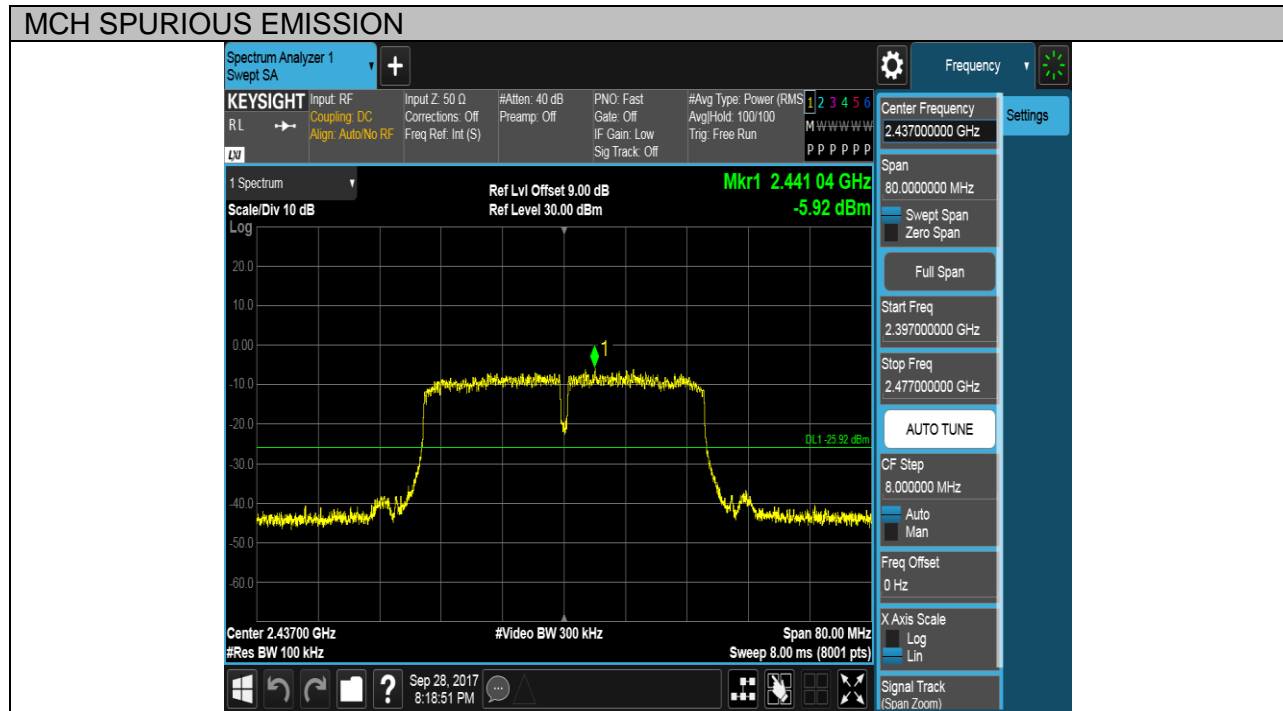 MCH SPURIOUS EMISSION
Spectrum Analyzer 1
Swept SA
+
Frequency
KEYSIGHT
RL
LXI
Input: RF
Coupling: DC
Align: Auto/No RF
Input Z: 50 Ω
Corrections: Off
Freq Ref: Int (S)
#Atten: 40 dB
Preamp: Off
PNO: Fast
Gate: Off
IF Gain: Low
Sig Track: Off
#Avg Type: Power (RMS
Avg|Hold: 100/100
Trig: Free Run
1 2 3 4 5 6
M W W W W W
P P P P P P
1 Spectrum
Scale/Div 10 dB
Ref Lvl Offset 9.00 dB
Ref Level 30.00 dBm
Mkr1 2.441 04 GHz
-5.92 dBm
Log
20.0
10.0
0.00
-10.0
-20.0
-30.0
-40.0
-50.0
-60.0
1
DL1 -25.92 dBm
Center 2.43700 GHz
#Res BW 100 kHz
#Video BW 300 kHz
Span 80.00 MHz
Sweep 8.00 ms (8001 pts)
Sep 28, 2017
8:18:51 PM
?
Settings
Center Frequency
2.437000000 GHz
Span
80.0000000 MHz
Swept Span
Zero Span
Full Span
Start Freq
2.397000000 GHz
Stop Freq
2.477000000 GHz
AUTO TUNE
CF Step
8.000000 MHz
Auto
Man
Freq Offset
0 Hz
X Axis Scale
Log
Lin
Signal Track
(Span Zoom)